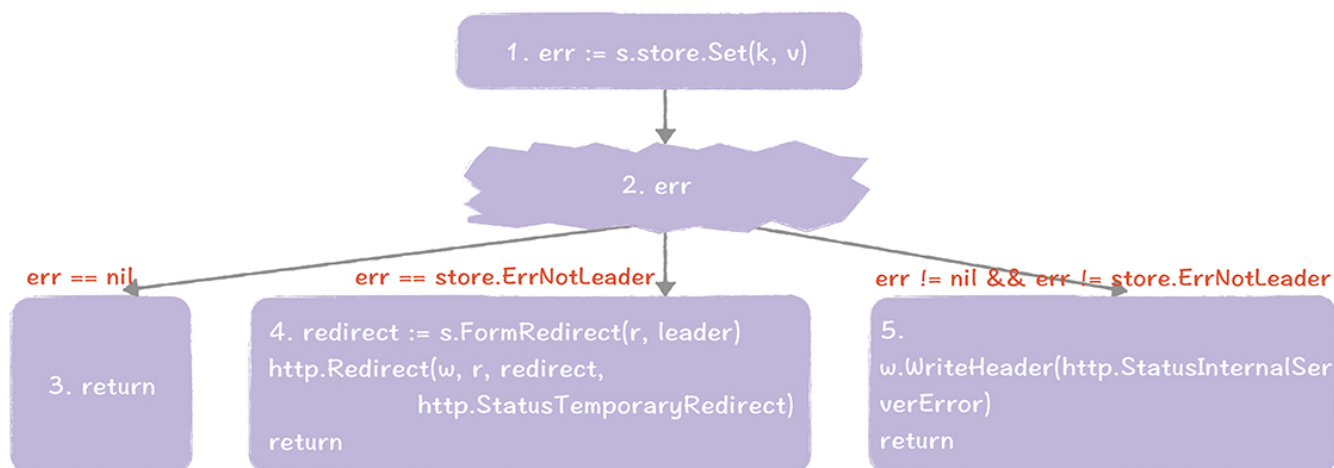 1. err := s.store.Set(k, v)
2. err
err == nil
err == store.ErrNotLeader
err != nil && err != store.ErrNotLeader
3. return
4. redirect := s.FormRedirect(r, leader)
http.Redirect(w, r, redirect,
http.StatusTemporaryRedirect)
return
5.
w.WriteHeader(http.StatusInternalSer
verError)
return